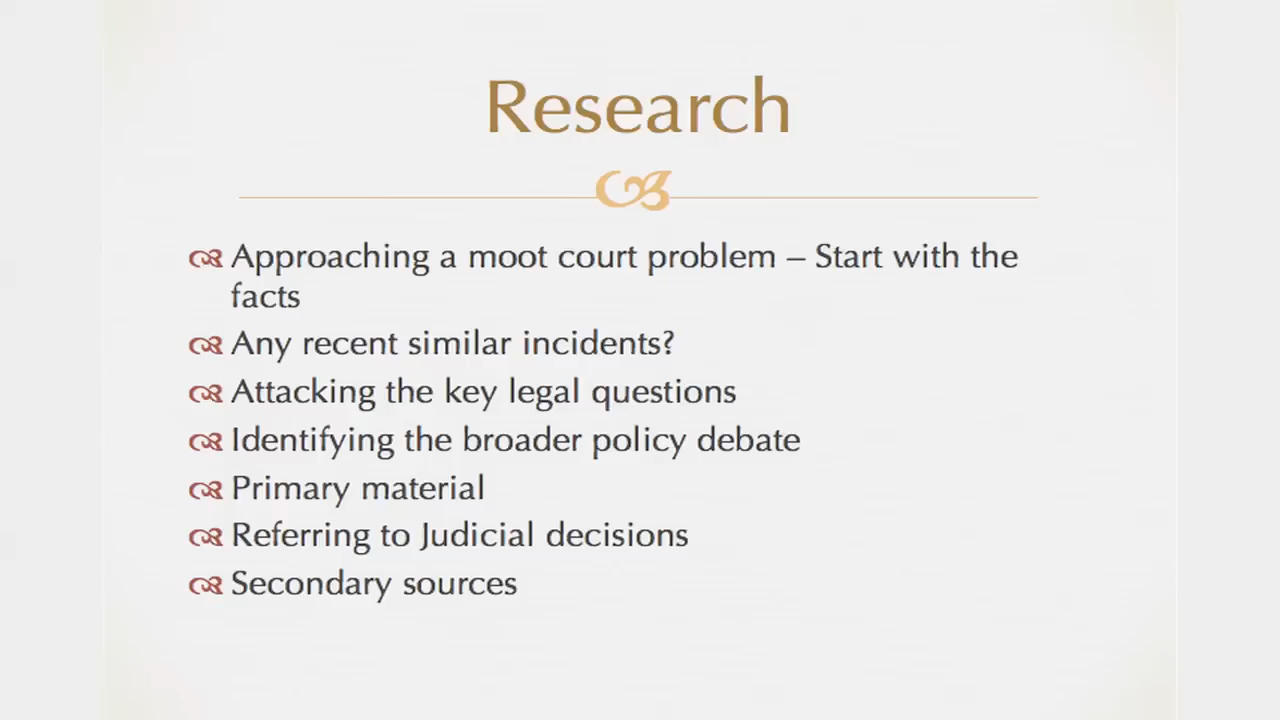 Research
Approaching a moot court problem – Start with the
facts
Any recent similar incidents?
Attacking the key legal questions
Identifying the broader policy debate
Primary material
Referring to Judicial decisions
Secondary sources